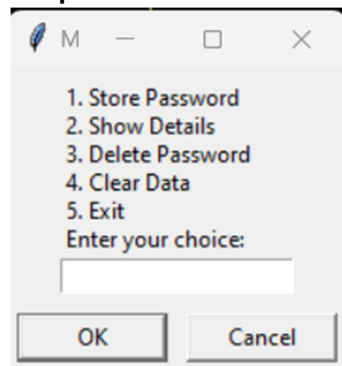 M
1. Store Password
2. Show Details
3. Delete Password
4. Clear Data
5. Exit
Enter your choice:
OK
Cancel